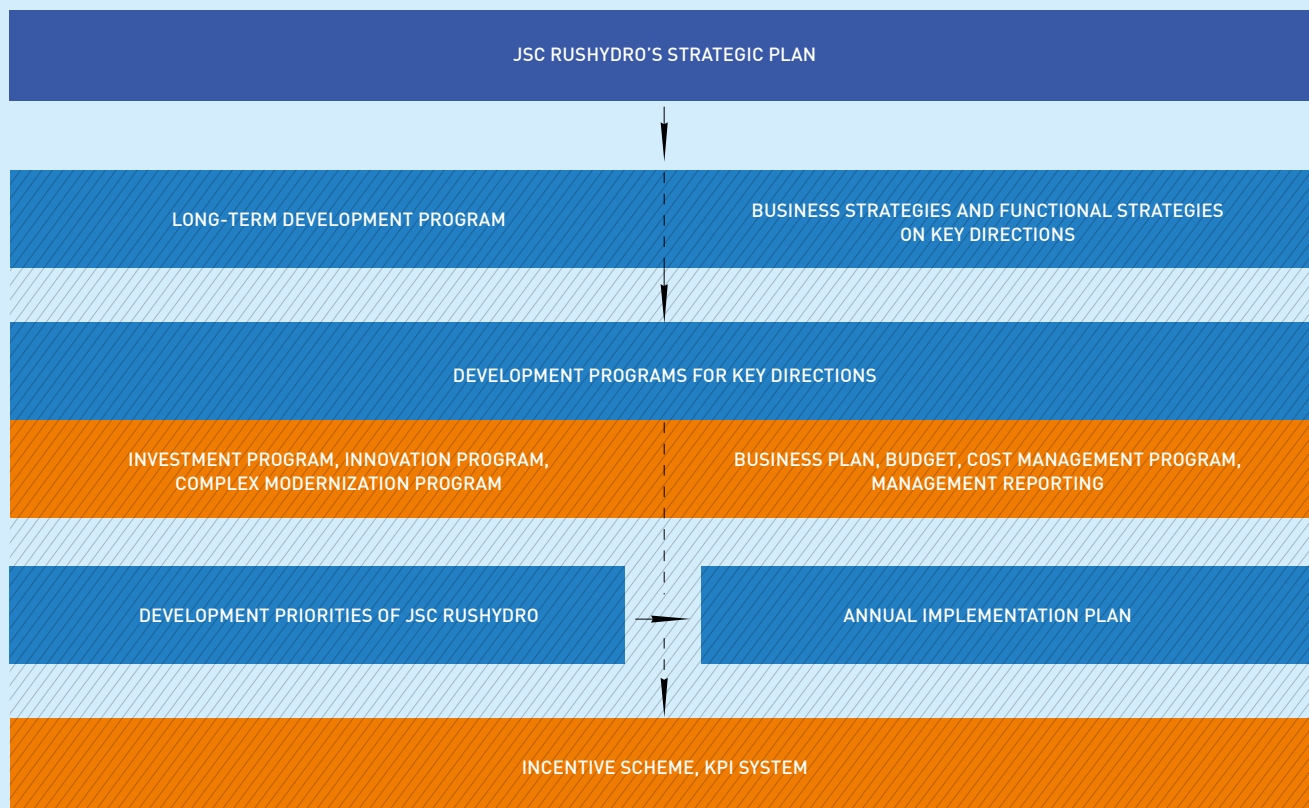 JSC RUSHYDRO'S STRATEGIC PLAN
LONG-TERM DEVELOPMENT PROGRAM
BUSINESS STRATEGIES AND FUNCTIONAL STRATEGIES
ON KEY DIRECTIONS
DEVELOPMENT PROGRAMS FOR KEY DIRECTIONS
INVESTMENT PROGRAM, INNOVATION PROGRAM,
COMPLEX MODERNIZATION PROGRAM
BUSINESS PLAN, BUDGET, COST MANAGEMENT PROGRAM,
MANAGEMENT REPORTING
DEVELOPMENT PRIORITIES OF JSC RUSHYDRO
ANNUAL IMPLEMENTATION PLAN
INCENTIVE SCHEME, KPI SYSTEM